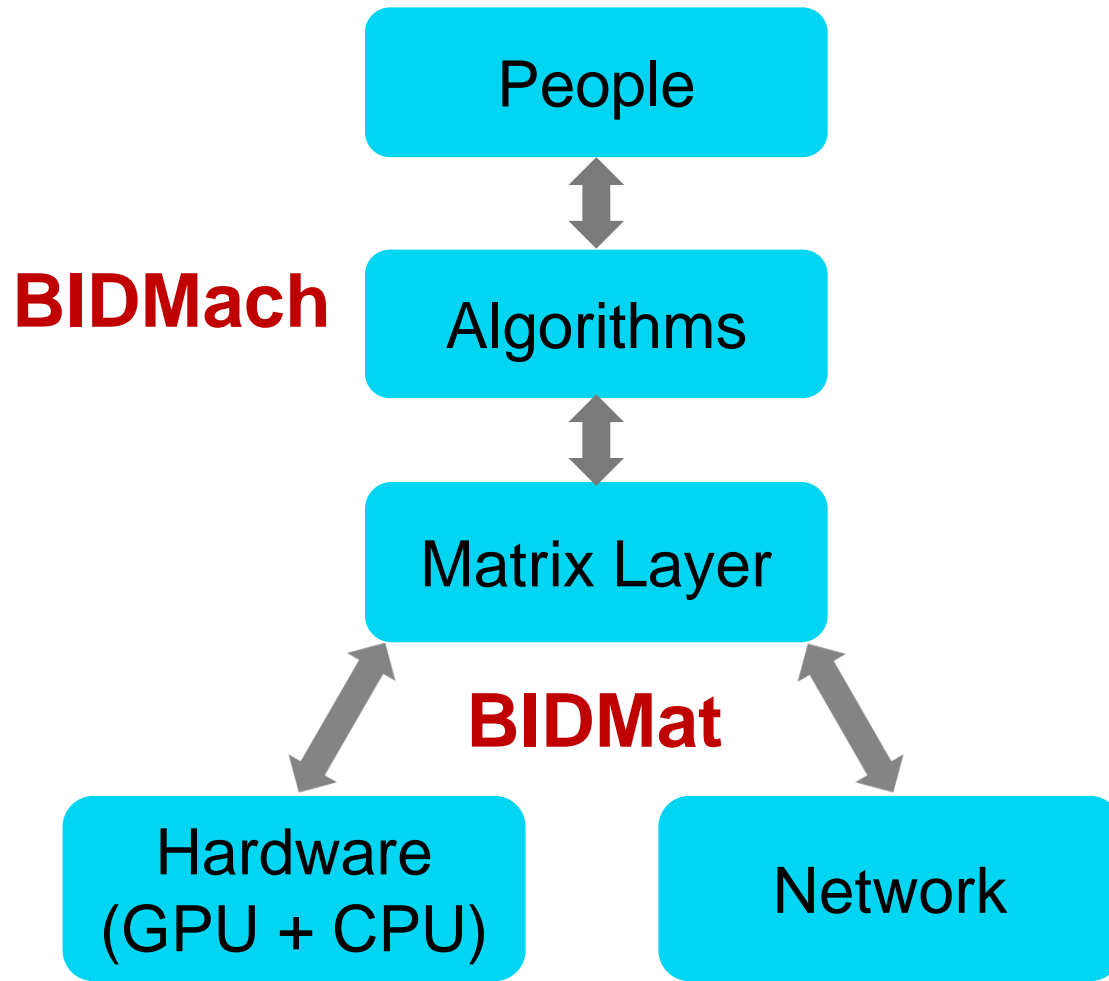 People
BIDMach
Algorithms
Matrix Layer
BIDMat
Hardware
(GPU + CPU)
Network